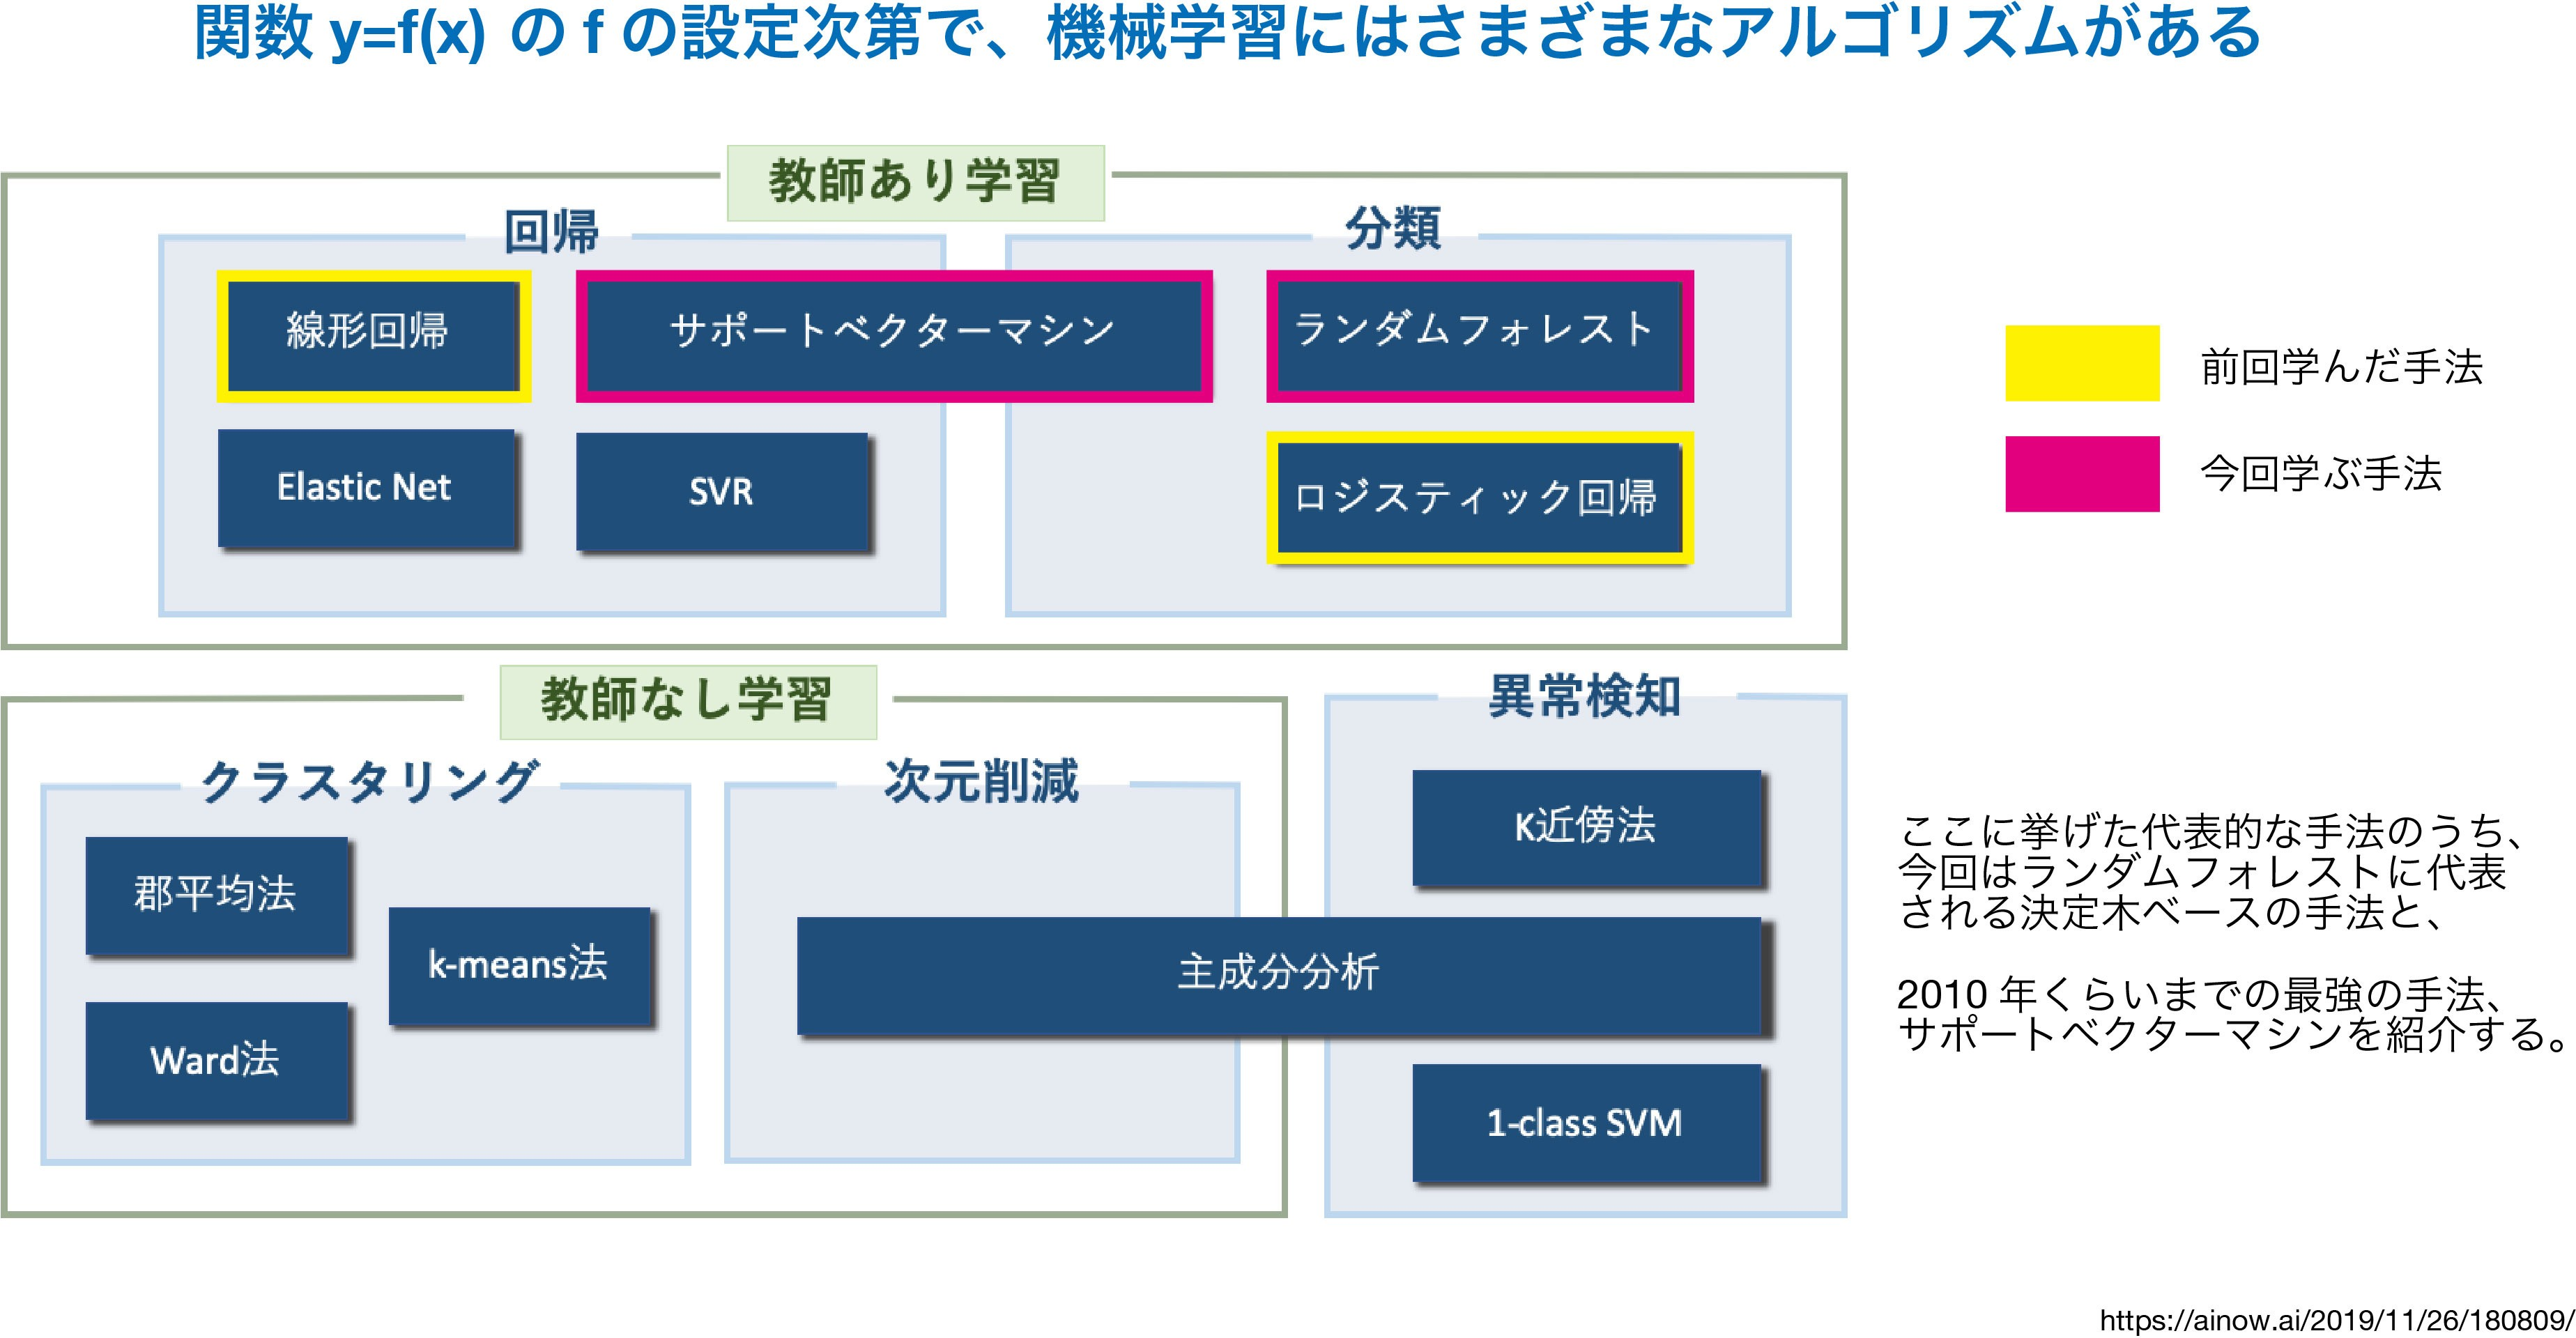 関数 y=f(x) の f の設定次第で、機械学習にはさまざまなアルゴリズムがある
教師あり学習
回帰
分類
線形回帰
サポートベクターマシン
ランダムフォレスト
Elastic Net
SVR
ロジスティック回帰
前回学んだ手法
今回学ぶ手法
教師なし学習
異常検知
クラスタリング
次元削減
郡平均法
k-means法
Ward法
K近傍法
主成分分析
1-class SVM
ここに挙げた代表的な手法のうち、
今回はランダムフォレストに代表
される決定木ベースの手法と、
2010 年くらいまでの最強の手法、
サポートベクターマシンを紹介する。
https://ainow.ai/2019/11/26/180809/